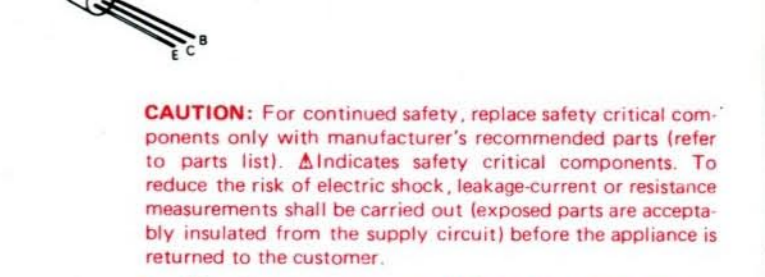 E C B
CAUTION: For continued safety, replace safety critical com-
ponents only with manufacturer's recommended parts (refer
to parts list). ⚠Indicates safety critical components. To
reduce the risk of electric shock, leakage-current or resistance
measurements shall be carried out (exposed parts are accepta-
bly insulated from the supply circuit) before the appliance is
returned to the customer.